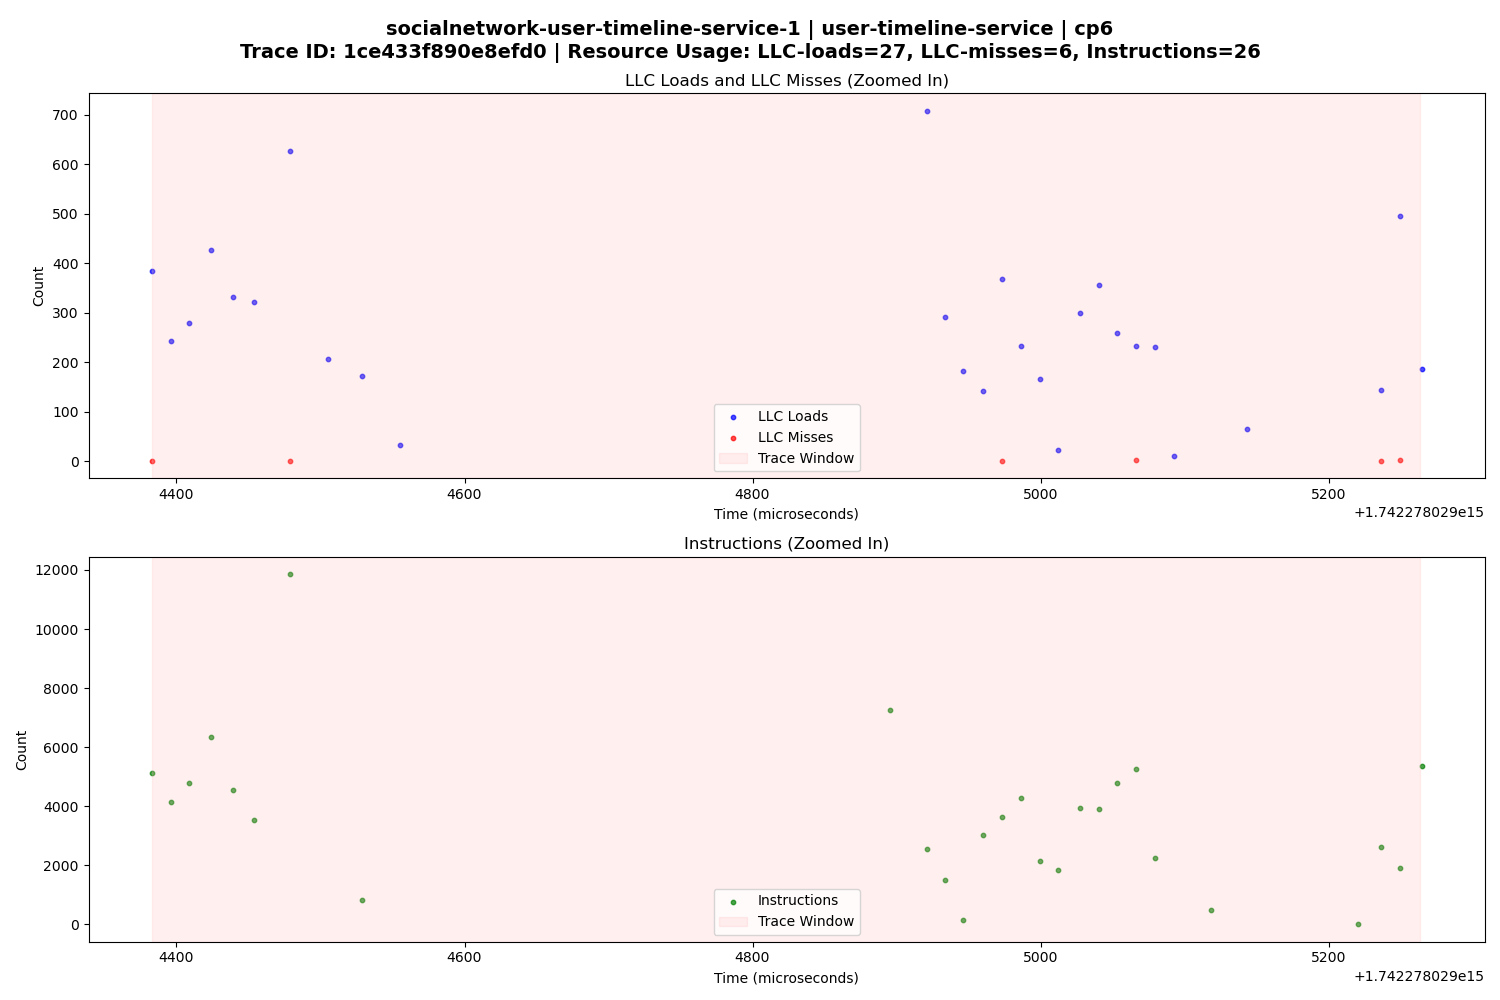 socialnetwork-user-timeline-service-1 | user-timeline-service | cp6
Trace ID: 1ce433f890e8efd0 | Resource Usage: LLC-loads=27, LLC-misses=6, Instructions=26
LLC Loads and LLC Misses (Zoomed In)
Count
700
600
500
400
300
200
100
0
LLC Loads
LLC Misses
Trace Window
4400 4600 4800 5000 5200
Time (microseconds)
+1.742278029e15
Instructions (Zoomed In)
Count
12000
10000
8000
6000
4000
2000
0
Instructions
Trace Window
4400 4600 4800 5000 5200
Time (microseconds)
+1.742278029e15